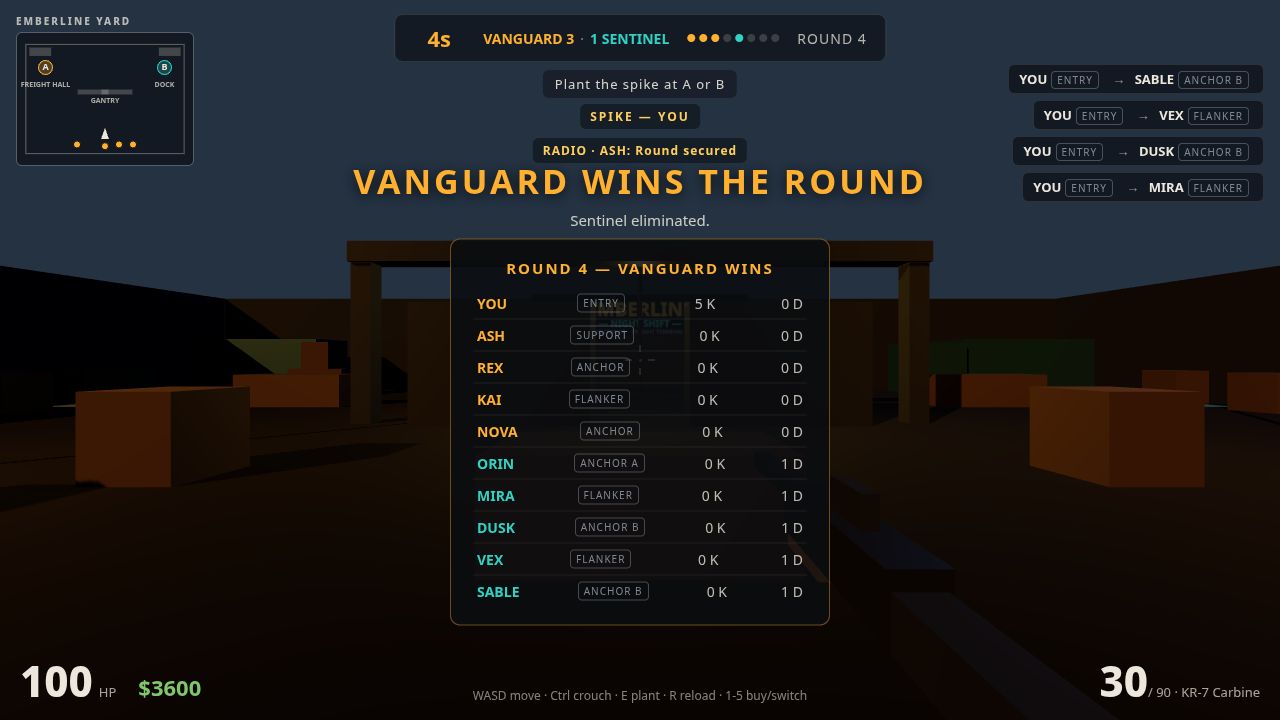 EMBERLINE YARD
A
B
FREIGHT HALL
DOCK
GANTRY
4s VANGUARD 3 · 1 SENTINEL ROUND 4
Plant the spike at A or B
SPIKE — YOU
RADIO · ASH: Round secured
VANGUARD WINS THE ROUND
Sentinel eliminated.
YOU ENTRY → SABLE ANCHOR B
YOU ENTRY → VEX FLANKER
YOU ENTRY → DUSK ANCHOR B
YOU ENTRY → MIRA FLANKER
ROUND 4 — VANGUARD WINS
YOU ENTRY 5 K 0 D
ASH SUPPORT 0 K 0 D
REX ANCHOR 0 K 0 D
KAI FLANKER 0 K 0 D
NOVA ANCHOR 0 K 0 D
ORIN ANCHOR A 0 K 1 D
MIRA FLANKER 0 K 1 D
DUSK ANCHOR B 0 K 1 D
VEX FLANKER 0 K 1 D
SABLE ANCHOR B 0 K 1 D
NIGHT SHIFT
100 HP $3600
WASD move · Ctrl crouch · E plant · R reload · 1-5 buy/switch
30 / 90 · KR-7 Carbine